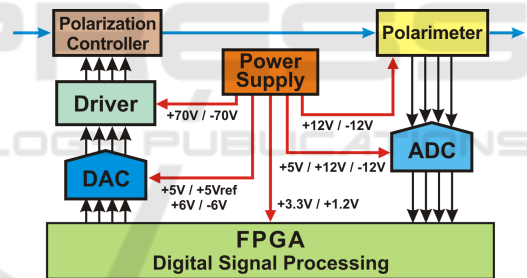 Polarization
Controller
Polarimeter
Power
Supply
Driver
+70V / -70V
+12V / -12V
DAC
+5V / +5Vref
+6V / -6V
+5V / +12V / -12V
ADC
+3.3V / +1.2V
FPGA
Digital Signal Processing